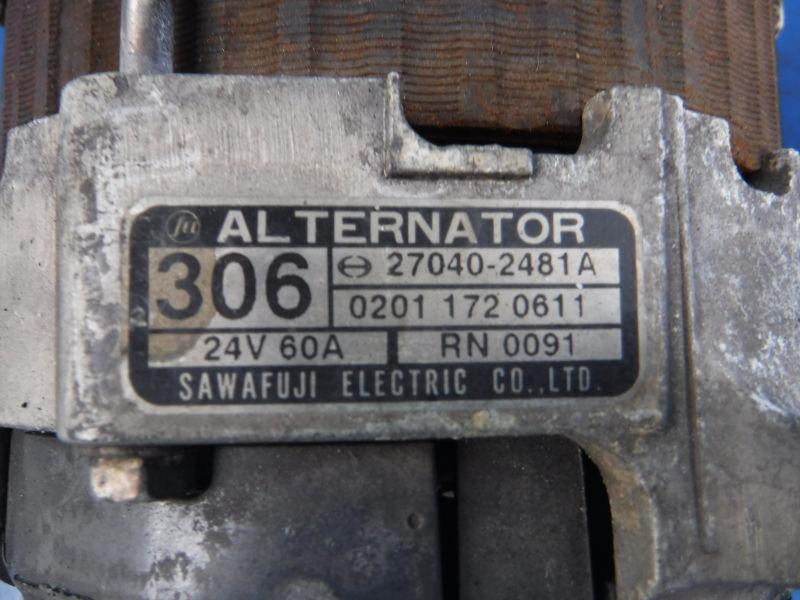 ALTERNATOR
306
27040-2481A
0201 172 0611
24V 60A
RN 0091
SAWAFUJI ELECTRIC CO.,LTD.